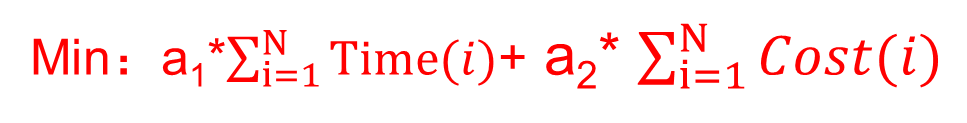 Min：a₁*∑ᵢ₌₁ᴺ Time(i)+ a₂* ∑ᵢ₌₁ᴺ Cost(i)